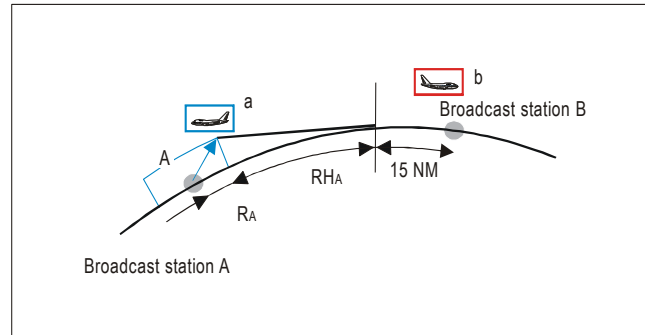 a
b
Broadcast station B
A
RHA
15 NM
RA
Broadcast station A